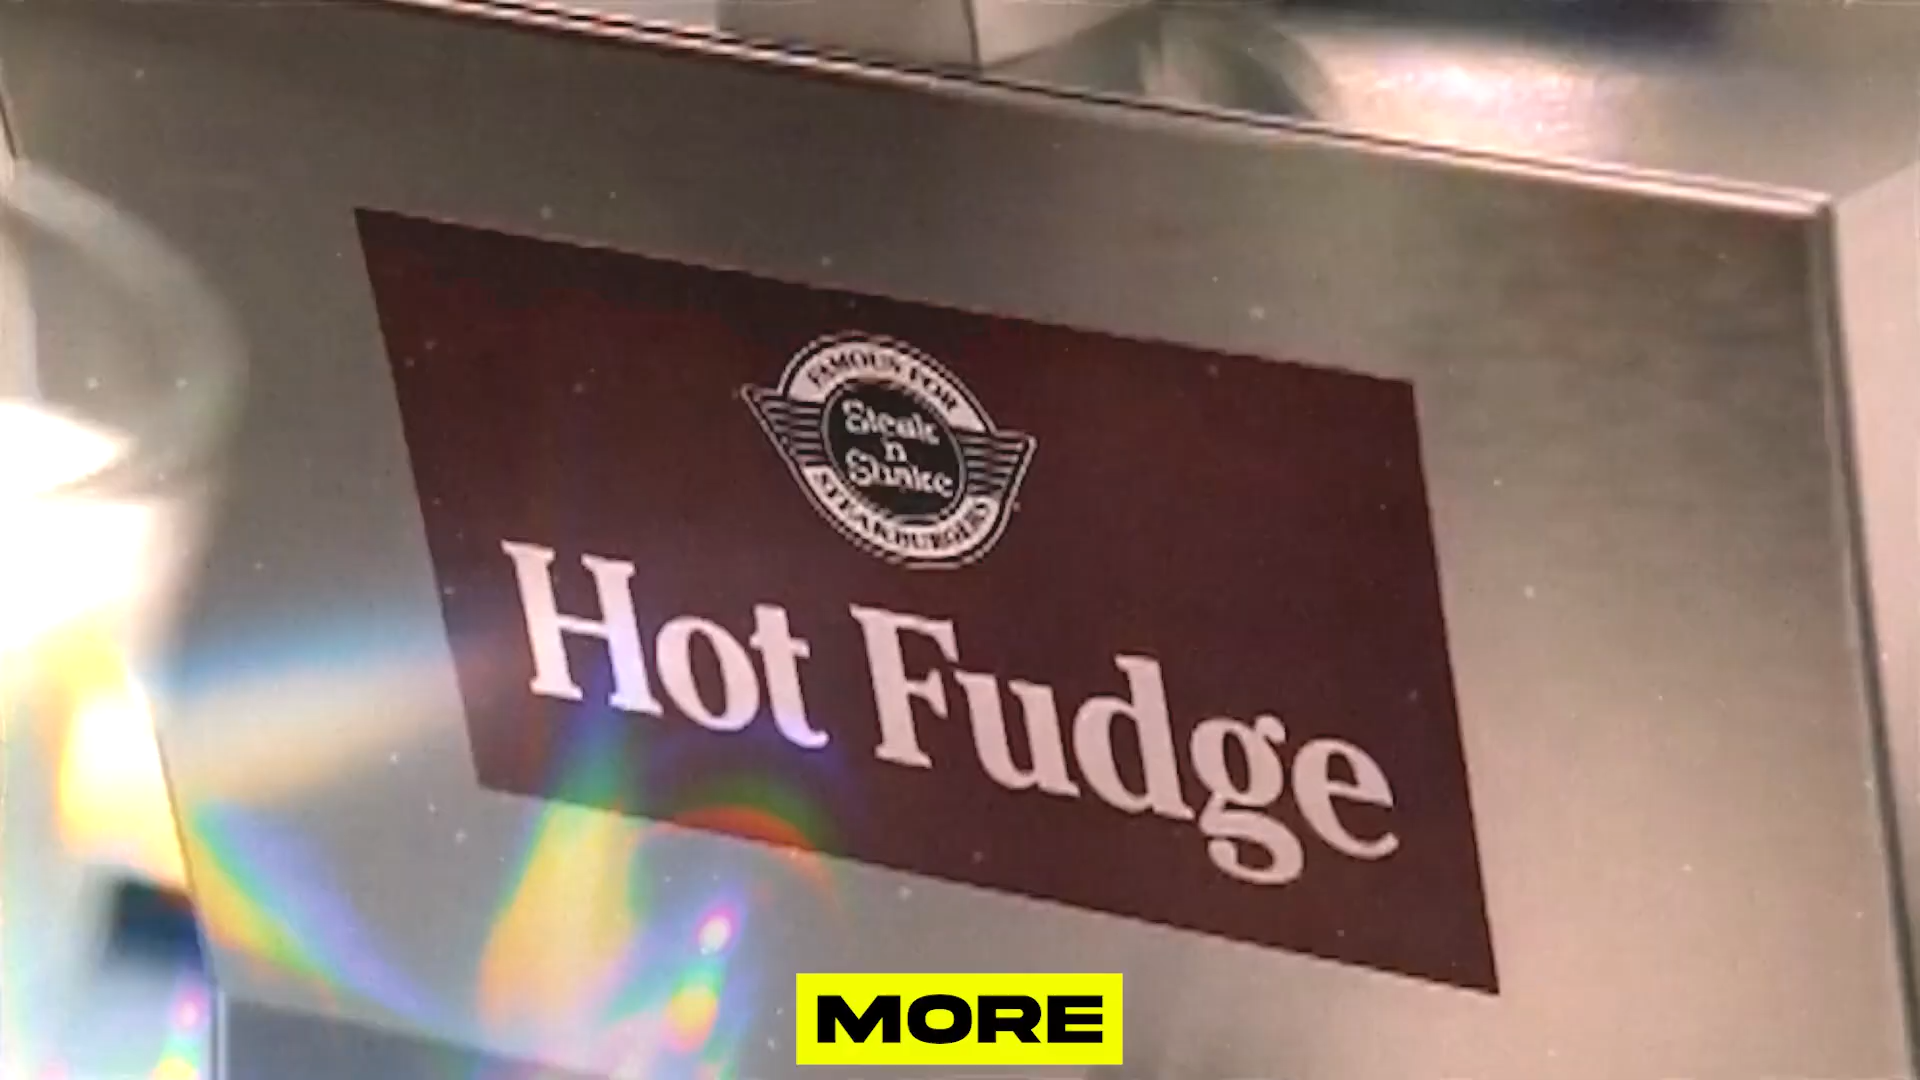 FAMOUS FOR
Steak
n
Shake
STEAKBURGERS
Hot Fudge
MORE